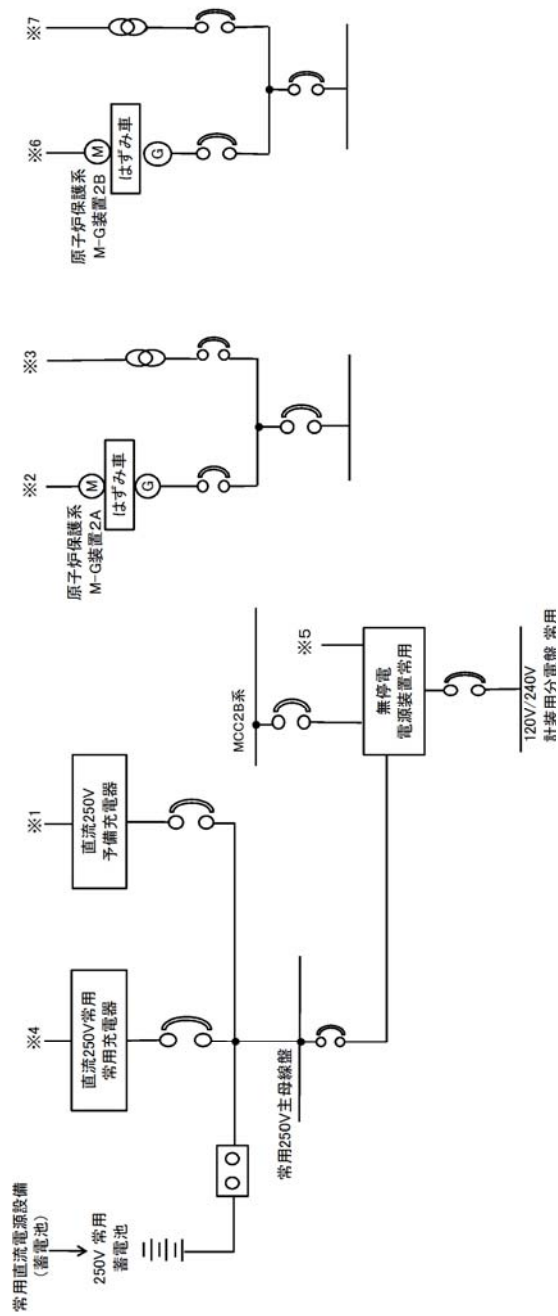 常用直流電源設備
(蓄電池)
250V 常用
蓄電池
※4
直流250V常用
常用充電器
※1
直流250V
予備充電器
常用250V主母線盤
MCC2B系
※5
無停電
電源装置常用
120V/240V
計装用分電盤 常用
※2
原子炉保護系
M-G装置2A
M
はずみ車
G
※3
※6
原子炉保護系
M-G装置2B
M
はずみ車
G
※7